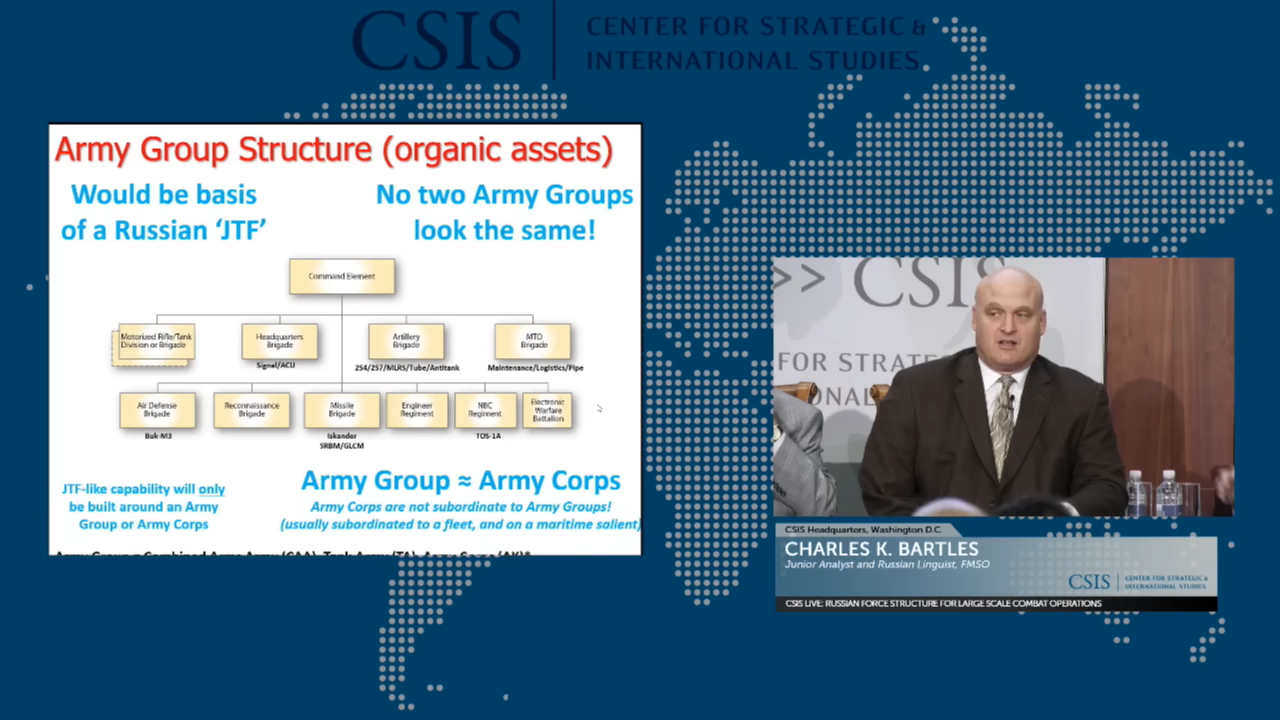 CSIS
CENTER FOR STRATEGIC &
INTERNATIONAL STUDIES
Army Group Structure (organic assets)
Would be basis
of a Russian ‘JTF’
No two Army Groups
look the same!
Command Element
Motorized Rifle/Tank
Division or Brigade
Headquarters
Brigade
Signal/ACU
Artillery
Brigade
2S4/2S7/MLRS/Tube/Antitank
MTO
Brigade
Maintenance/Logistics/Pipe
Air Defense
Brigade
Buk-M3
Reconnaissance
Brigade
Missile
Brigade
Iskander
SRBM/GLCM
Engineer
Regiment
NBC
Regiment
TOS-1A
Electronic
Warfare
Battalion
JTF-like capability will only
be built around an Army
Group or Army Corps
Army Group ≈ Army Corps
Army Corps are not subordinate to Army Groups!
(usually subordinated to a fleet, and on a maritime salient)
>> CSIS
FOR STRATE
ONAL
CSIS Headquarters, Washington D.C.
CHARLES K. BARTLES
Junior Analyst and Russian Linguist, FMSO
CSIS
CENTER FOR STRATEGIC &
INTERNATIONAL STUDIES
CSIS LIVE: RUSSIAN FORCE STRUCTURE FOR LARGE SCALE COMBAT OPERATIONS